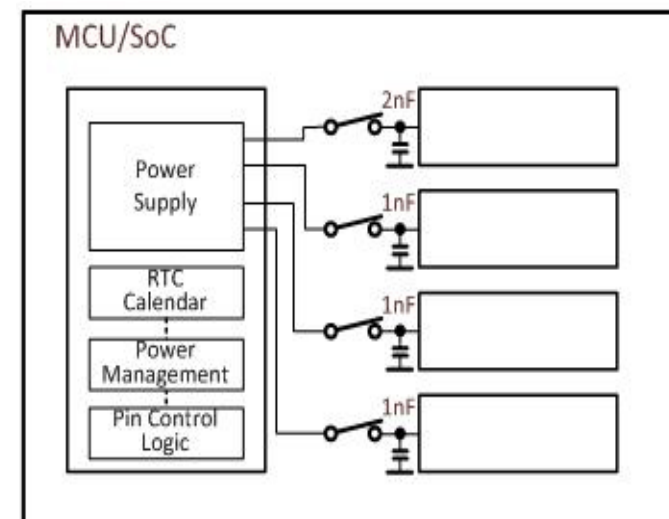 MCU/SoC
2nF
Power
Supply
1nF
RTC
Calendar
1nF
Power
Management
1nF
Pin Control
Logic